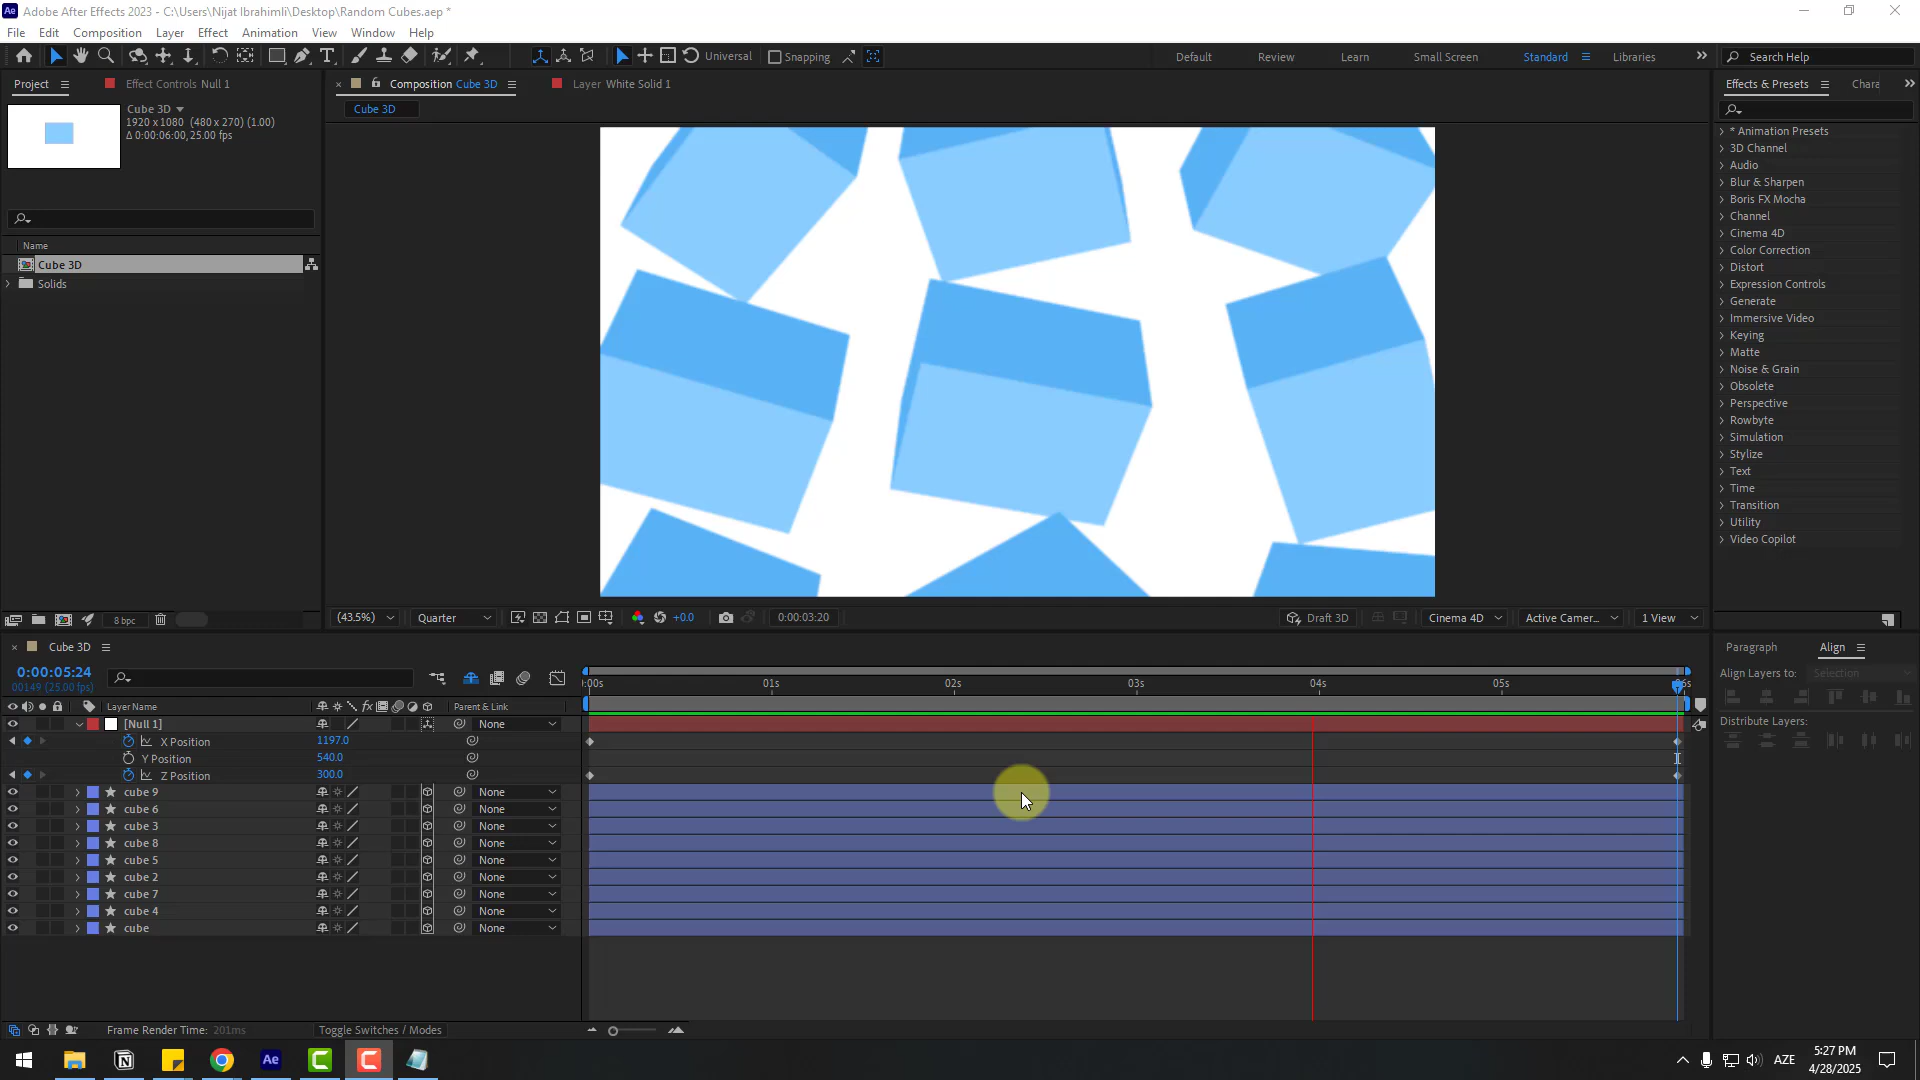 Adobe After Effects 2023 - C:\Users\Nijat Ibrahimli\Desktop\Random Cubes.aep *
File Edit Composition Layer Effect Animation View Window Help
Universal Snapping Default Review Learn Small Screen Standard Libraries Search Help
Project Effect Controls Null 1 Composition Cube 3D Layer White Solid 1 Effects & Presets Chara
Cube 3D
Cube 3D
1920 x 1080 (480 x 270) (1.00)
Δ 0:00:06:00, 25.00 fps
Name
Cube 3D
Solids
8 bpc
(43.5%) Quarter +0.0 0:00:03:20 Draft 3D Cinema 4D Active Camer... 1 View
* Animation Presets
3D Channel
Audio
Blur & Sharpen
Boris FX Mocha
Channel
Cinema 4D
Color Correction
Distort
Expression Controls
Generate
Immersive Video
Keying
Matte
Noise & Grain
Obsolete
Perspective
Rowbyte
Simulation
Stylize
Text
Time
Transition
Utility
Video Copilot
Cube 3D
0:00:05:24
00149 (25.00 fps)
:00s 01s 02s 03s 04s 05s
Layer Name Parent & Link
[Null 1] None
X Position 1197.0
Y Position 540.0
Z Position 300.0
cube 9 None
cube 6 None
cube 3 None
cube 8 None
cube 5 None
cube 2 None
cube 7 None
cube 4 None
cube None
Frame Render Time: 201ms Toggle Switches / Modes
Paragraph Align
Align Layers to: Selection
Distribute Layers:
AZE
5:27 PM
4/28/2025